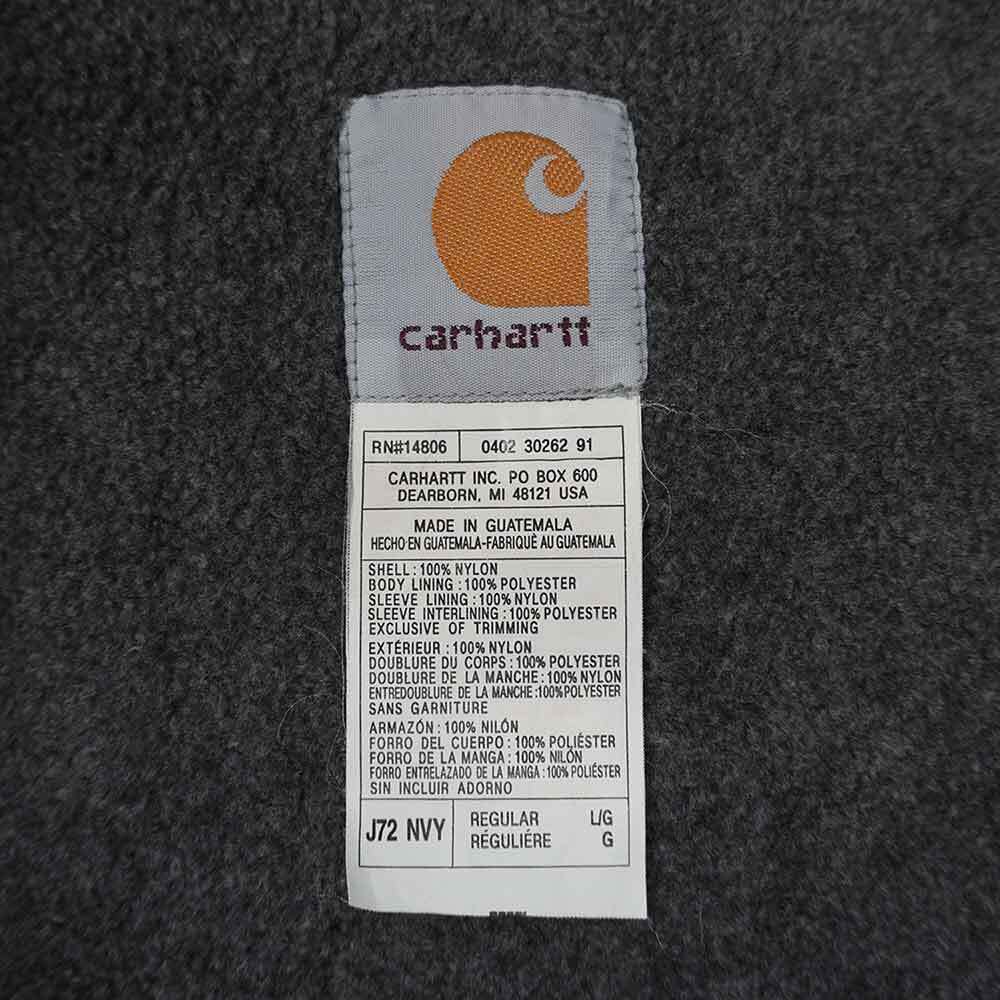 carhartt
RN#14806 0402 30262 91
CARHARTT INC. PO BOX 600
DEARBORN, MI 48121 USA
MADE IN GUATEMALA
HECHO EN GUATEMALA-FABRIQUÈ AU GUATEMALA
SHELL: 100% NYLON
BODY LINING: 100% POLYESTER
SLEEVE LINING: 100% NYLON
SLEEVE INTERLINING: 100% POLYESTER
EXCLUSIVE OF TRIMMING
EXTÉRIEUR: 100% NYLON
DOUBLURE DU CORPS: 100% POLYESTER
DOUBLURE DE LA MANCHE: 100% NYLON
ENTREDOUBLURE DE LA MANCHE: 100% POLYESTER
SANS GARNITURE
ARMAZÓN: 100% NILÓN
FORRO DEL CUERPO: 100% POLIÉSTER
FORRO DE LA MANGA: 100% NILÓN
FORRO ENTRELAZADO DE LA MANGA: 100% POLIÉSTER
SIN INCLUIR ADORNO
J72 NVY
REGULAR L/G
RÉGULIÉRE G